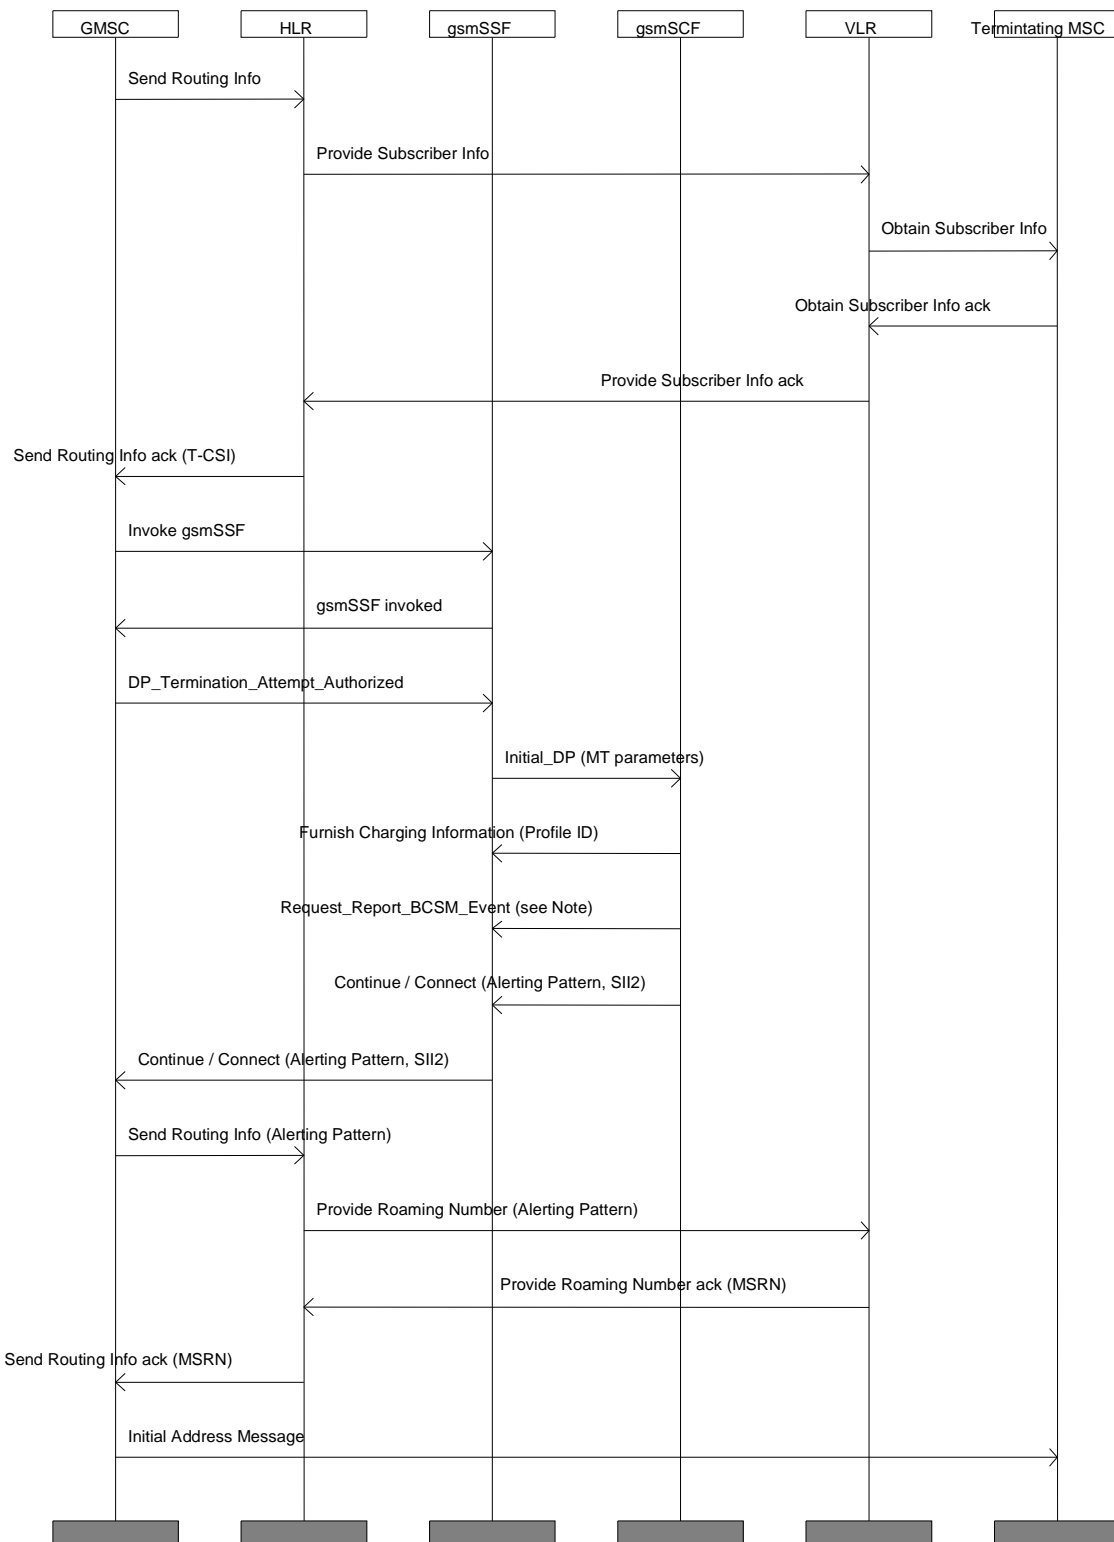 GMSC
HLR
gsmSSF
gsmSCF
VLR
Termintating MSC
Send Routing Info
Provide Subscriber Info
Obtain Subscriber Info
Obtain Subscriber Info ack
Provide Subscriber Info ack
Send Routing Info ack (T-CSI)
Invoke gsmSSF
gsmSSF invoked
DP_Termination_Attempt_Authorized
Initial_DP (MT parameters)
Furnish Charging Information (Profile ID)
Request_Report_BCSM_Event (see Note)
Continue / Connect (Alerting Pattern, SII2)
Continue / Connect (Alerting Pattern, SII2)
Send Routing Info (Alerting Pattern)
Provide Roaming Number (Alerting Pattern)
Provide Roaming Number ack (MSRN)
Send Routing Info ack (MSRN)
Initial Address Message